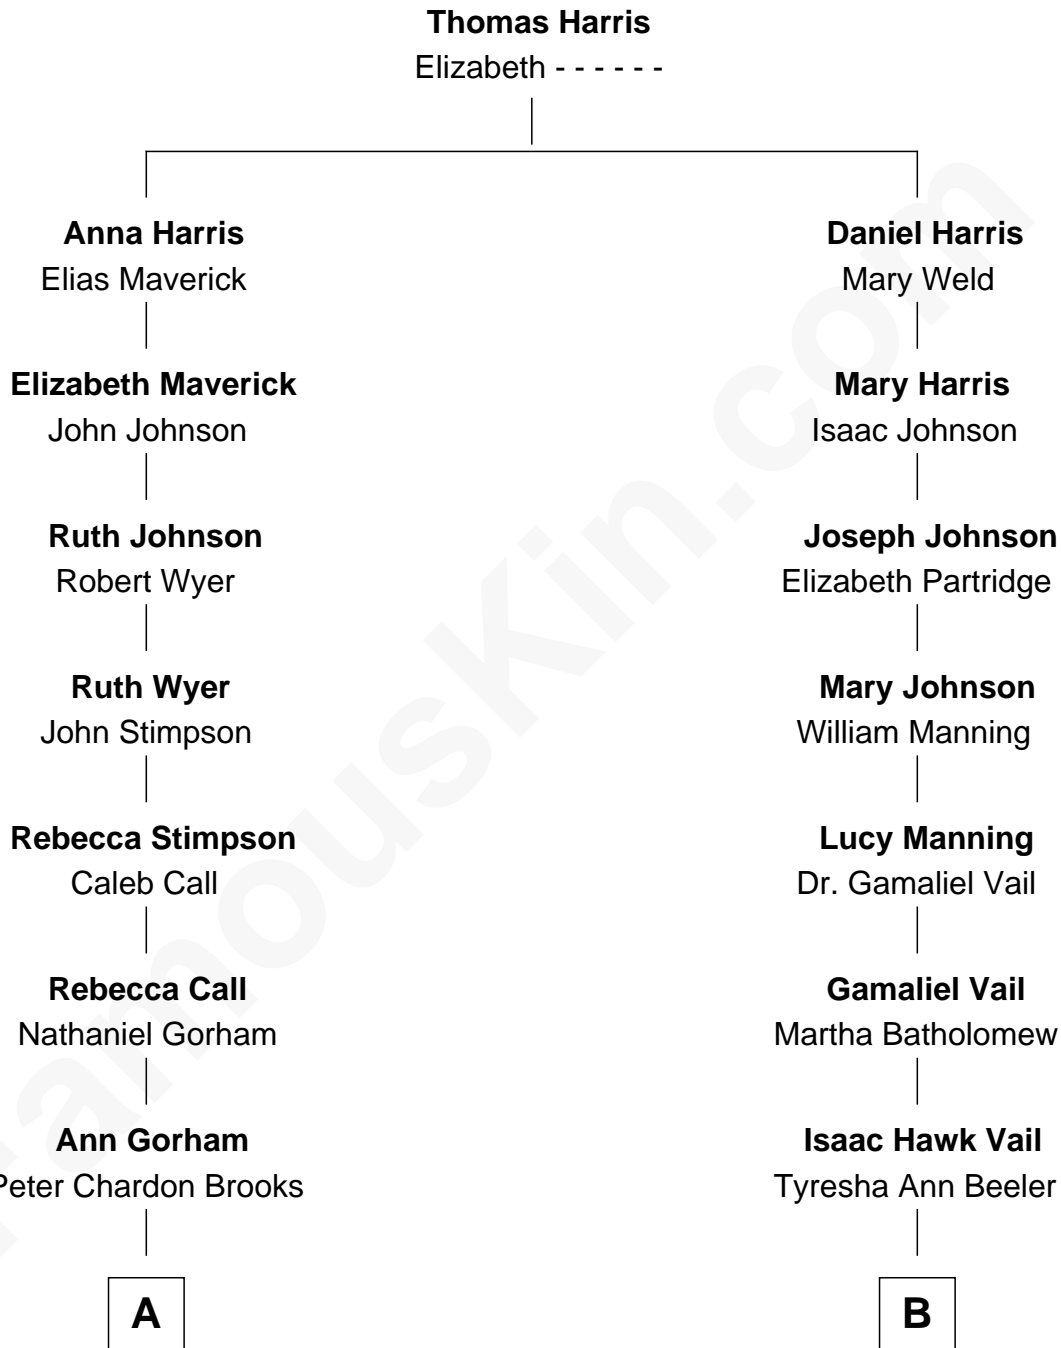 Thomas Harris
Elizabeth - - - - - -
Anna Harris
Elias Maverick
Daniel Harris
Mary Weld
Elizabeth Maverick
John Johnson
Mary Harris
Isaac Johnson
Ruth Johnson
Robert Wyer
Joseph Johnson
Elizabeth Partridge
Ruth Wyer
John Stimpson
Mary Johnson
William Manning
Rebecca Stimpson
Caleb Call
Lucy Manning
Dr. Gamaliel Vail
Rebecca Call
Nathaniel Gorham
Gamaliel Vail
Martha Batholomew
Ann Gorham
Peter Chardon Brooks
Isaac Hawk Vail
Tyresha Ann Beeler
A
B
FamousKin.com